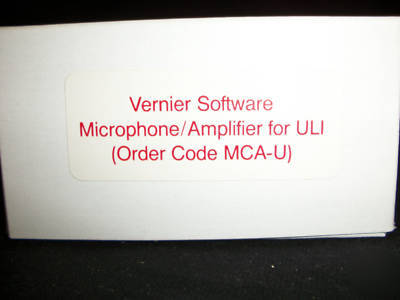 Vernier Software
Microphone/Amplifier for ULI
(Order Code MCA-U)